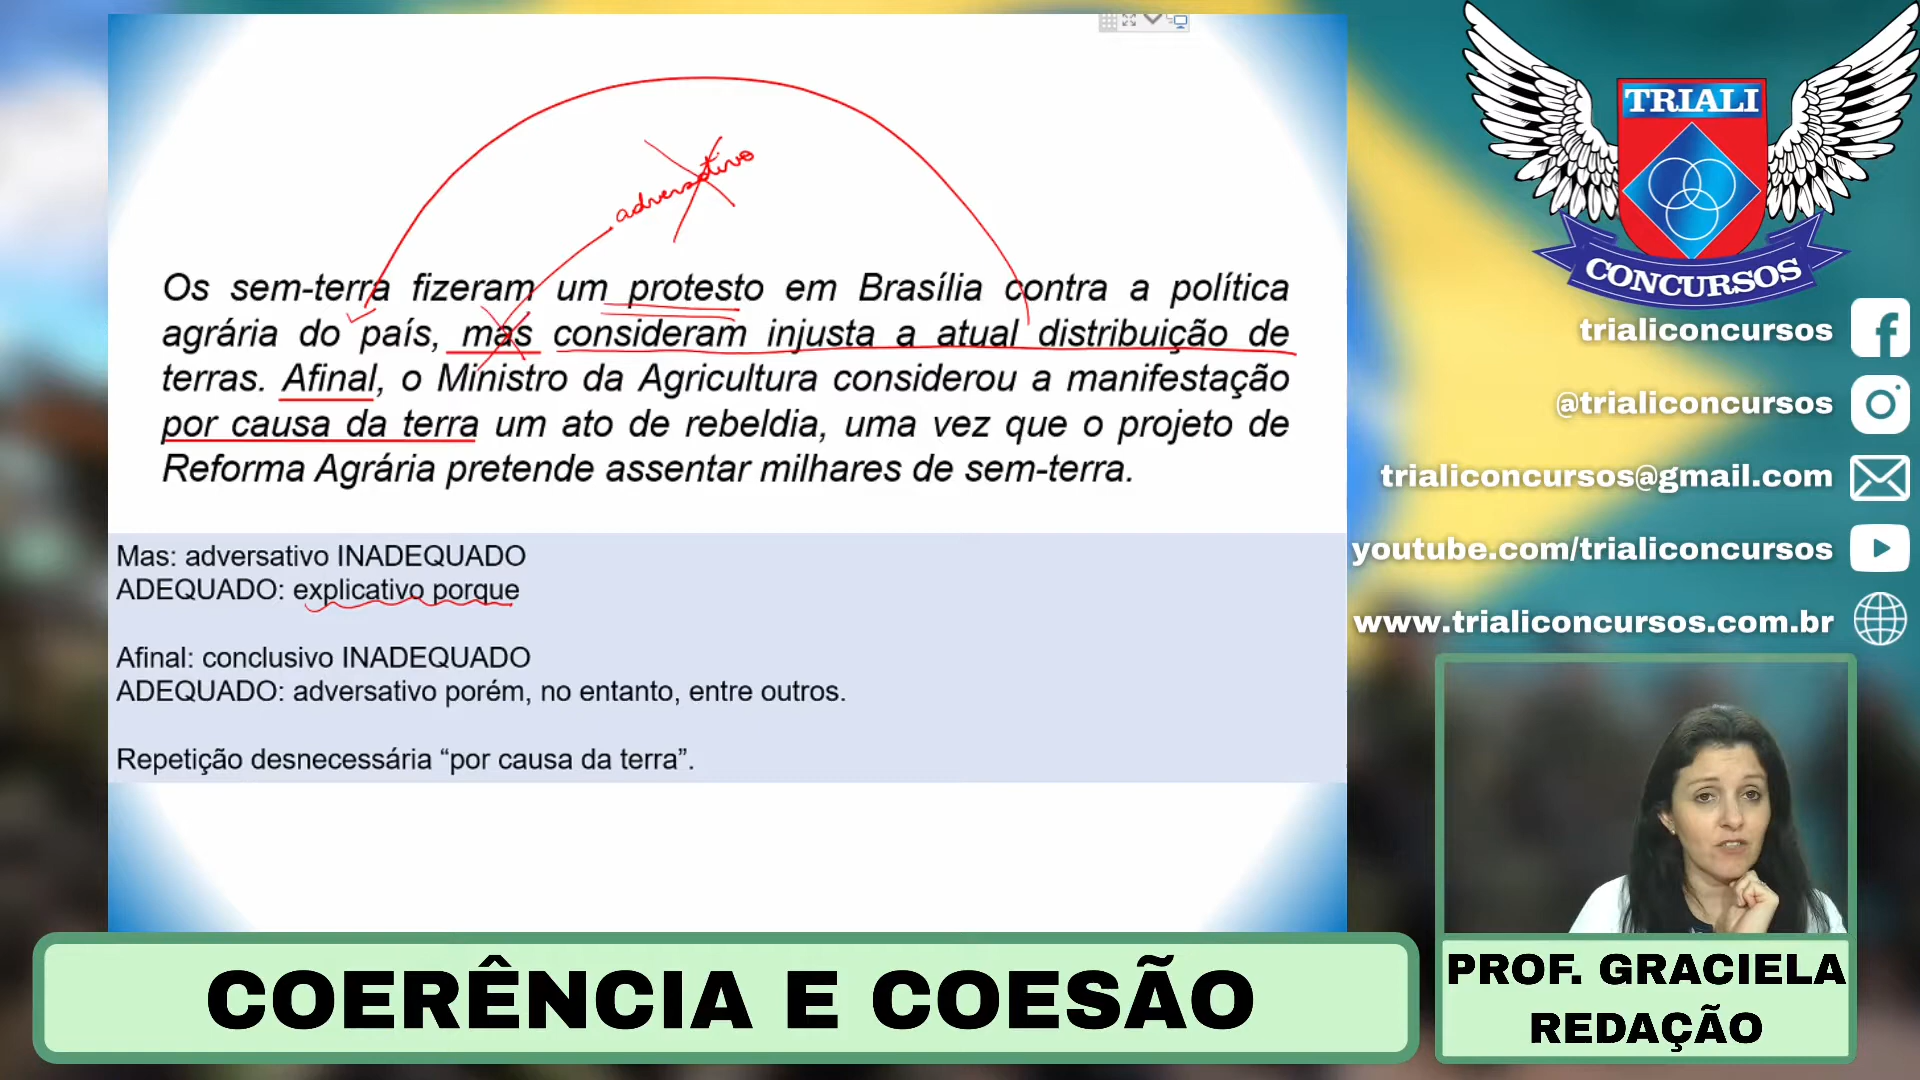 adversativo
Os sem-terra fizeram um protesto em Brasília contra a política
agrária do país, mas consideram injusta a atual distribuição de
terras. Afinal, o Ministro da Agricultura considerou a manifestação
por causa da terra um ato de rebeldia, uma vez que o projeto de
Reforma Agrária pretende assentar milhares de sem-terra.
Mas: adversativo INADEQUADO
ADEQUADO: explicativo porque
Afinal: conclusivo INADEQUADO
ADEQUADO: adversativo porém, no entanto, entre outros.
Repetição desnecessária “por causa da terra”.
TRIALI
CONCURSOS
trialiconcursos
@trialiconcursos
trialiconcursos@gmail.com
youtube.com/trialiconcursos
www.trialiconcursos.com.br
COERÊNCIA E COESÃO
PROF. GRACIELA
REDAÇÃO